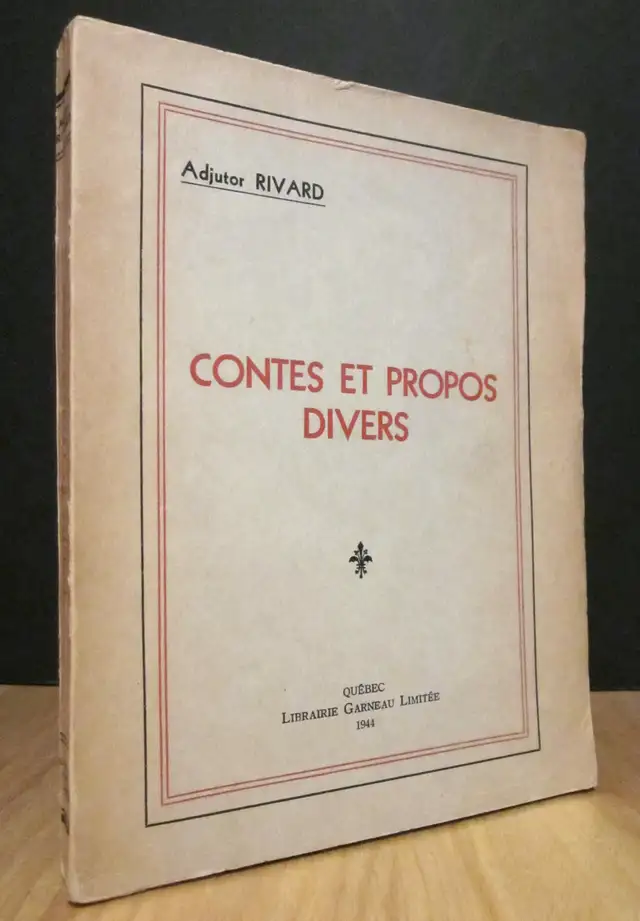 Adjutor RIVARD
CONTES ET PROPOS
DIVERS
QUÉBEC
LIBRAIRIE GARNEAU LIMITÉE
1944